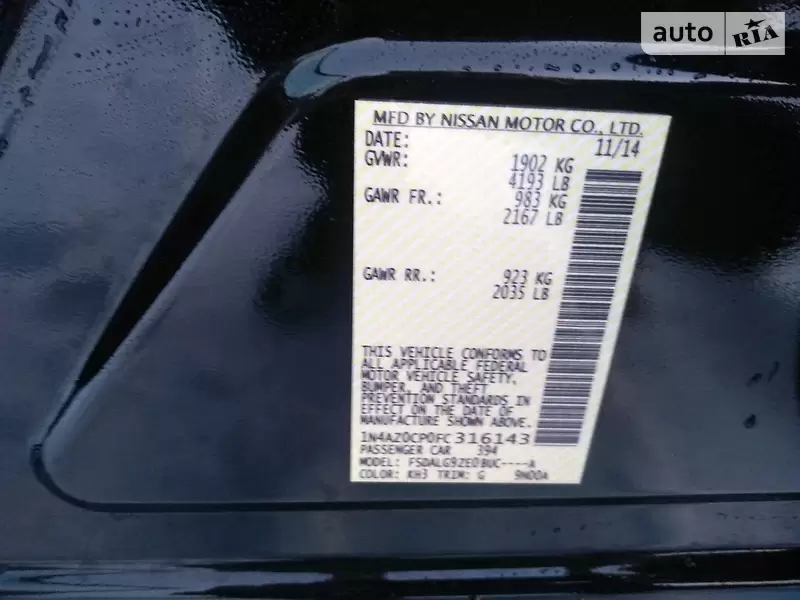 auto RIA
MFD BY NISSAN MOTOR CO., LTD.
DATE: 11/14
GVWR: 1902 KG
4193 LB
GAWR FR.: 983 KG
2167 LB
GAWR RR.: 923 KG
2035 LB
THIS VEHICLE CONFORMS TO
ALL APPLICABLE FEDERAL
MOTOR VEHICLE SAFETY,
BUMPER, AND THEFT
PREVENTION STANDARDS IN
EFFECT ON THE DATE OF
MANUFACTURE SHOWN ABOVE.
1N4AZ0CP0FC316143
PASSENGER CAR 394
MODEL: FSDALG9ZE0BUC----A
COLOR: KH3 TRIM: G 9N00A